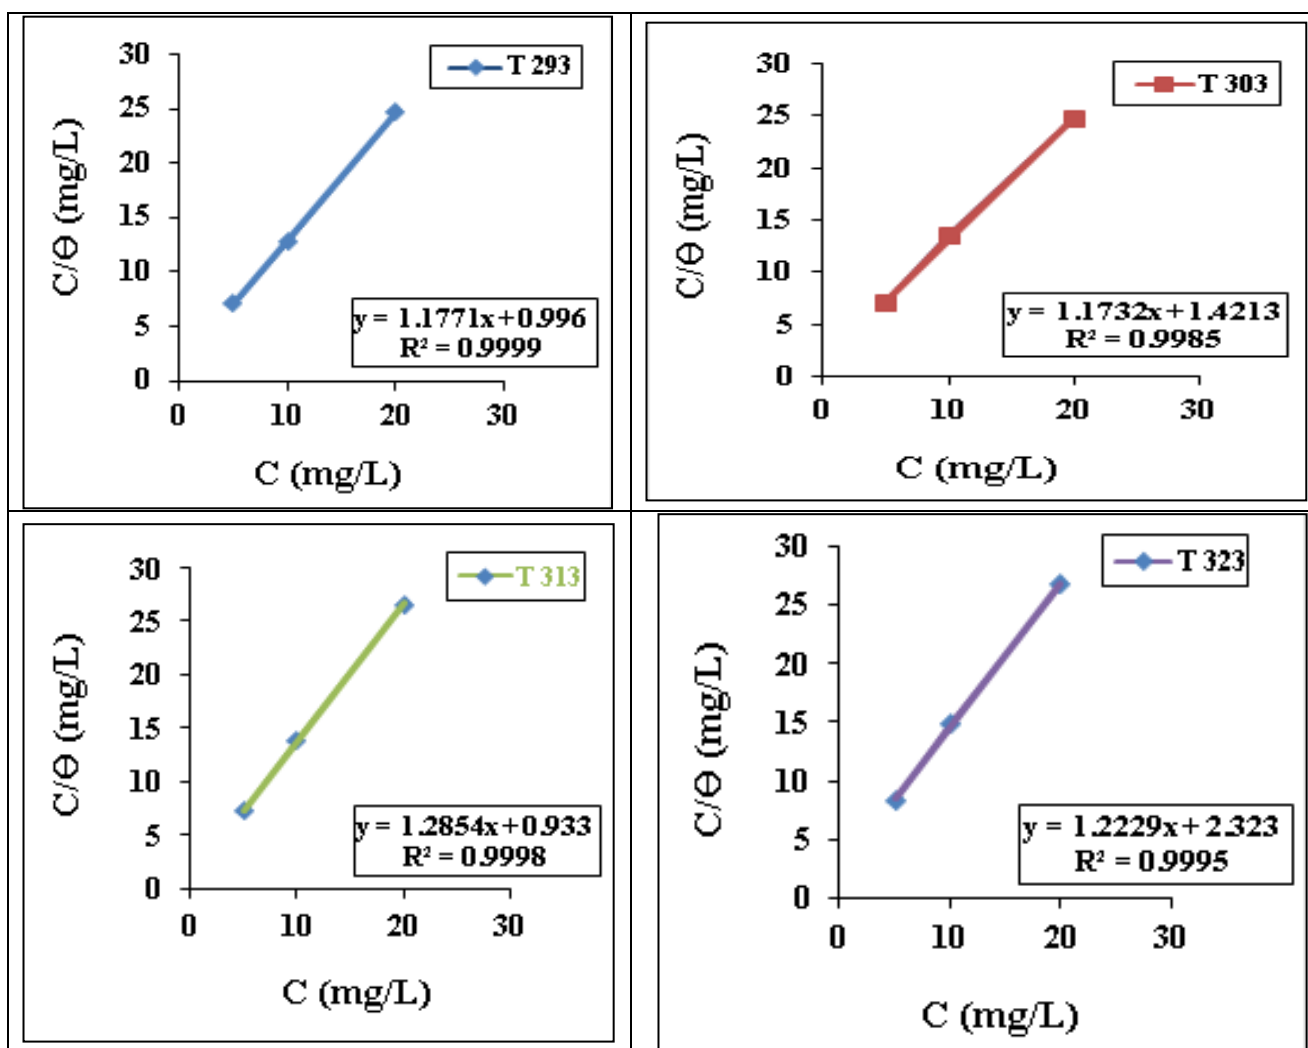 30
T 293
25
20
15
10
5
0
C/Θ (mg/L)
y = 1.1771x + 0.996
R² = 0.9999
0 10 20 30
C (mg/L)
30
T 303
25
20
15
10
5
0
C/Θ (mg/L)
y = 1.1732x + 1.4213
R² = 0.9985
0 10 20 30
C (mg/L)
30
T 313
25
20
15
10
5
0
C/Θ (mg/L)
y = 1.2854x + 0.933
R² = 0.9998
0 10 20 30
C (mg/L)
30
T 323
25
20
15
10
5
0
C/Θ (mg/L)
y = 1.2229x + 2.323
R² = 0.9995
0 10 20 30
C (mg/L)